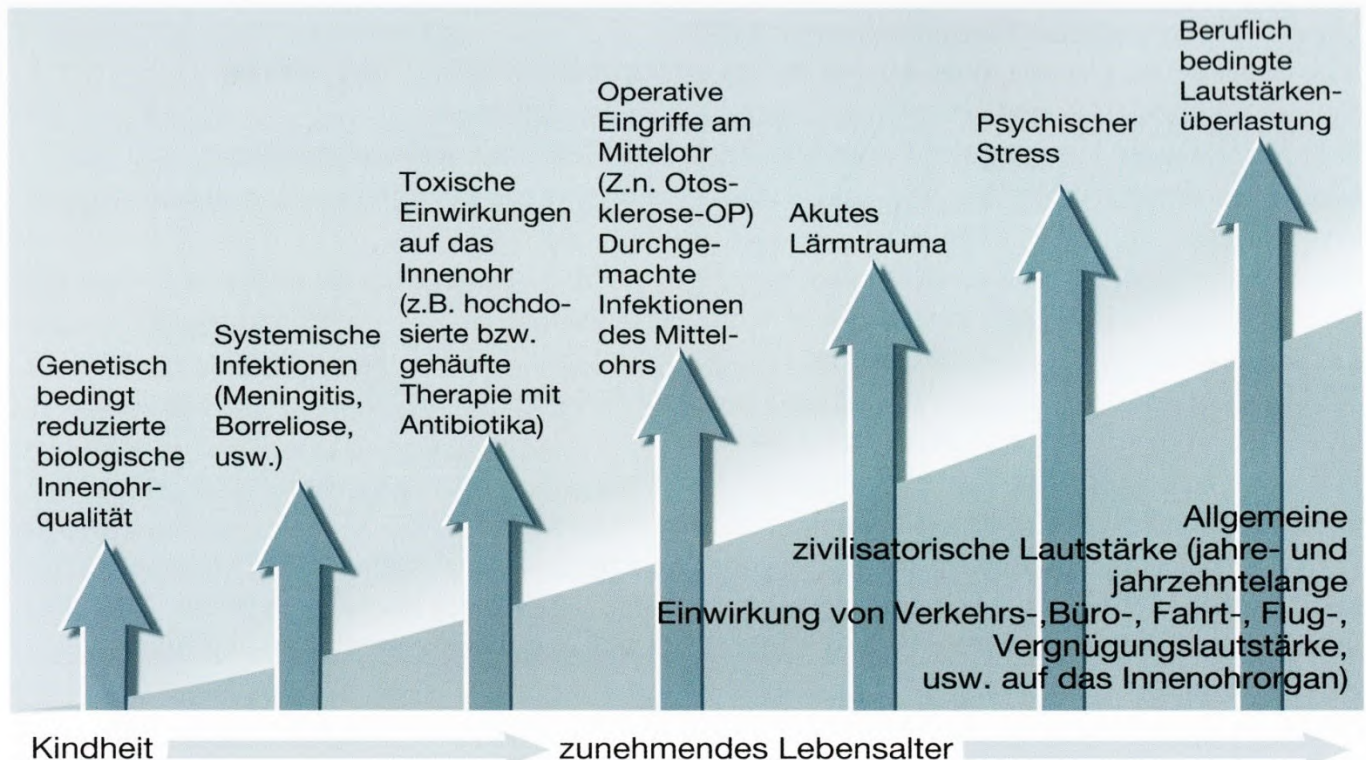 Genetisch
bedingt
reduzierte
biologische
Innenohr-
qualität
Systemische
Infektionen
(Meningitis,
Borreliose,
usw.)
Toxische
Einwirkungen
auf das
Innenohr
(z.B. hochdo-
sierte bzw.
gehäufte
Therapie mit
Antibiotika)
Operative
Eingriffe am
Mittelohr
(Z.n. Otos-
klerose-OP)
Durchge-
machte
Infektionen
des Mittel-
ohrs
Akutes
Lärmtrauma
Psychischer
Stress
Beruflich
bedingte
Lautstärken-
überlastung
Allgemeine
zivilisatorische Lautstärke (jahre- und
jahrzehntelange
Einwirkung von Verkehrs-,Büro-, Fahrt-, Flug-,
Vergnügungslautstärke,
usw. auf das Innenohrorgan)
Kindheit
zunehmendes Lebensalter